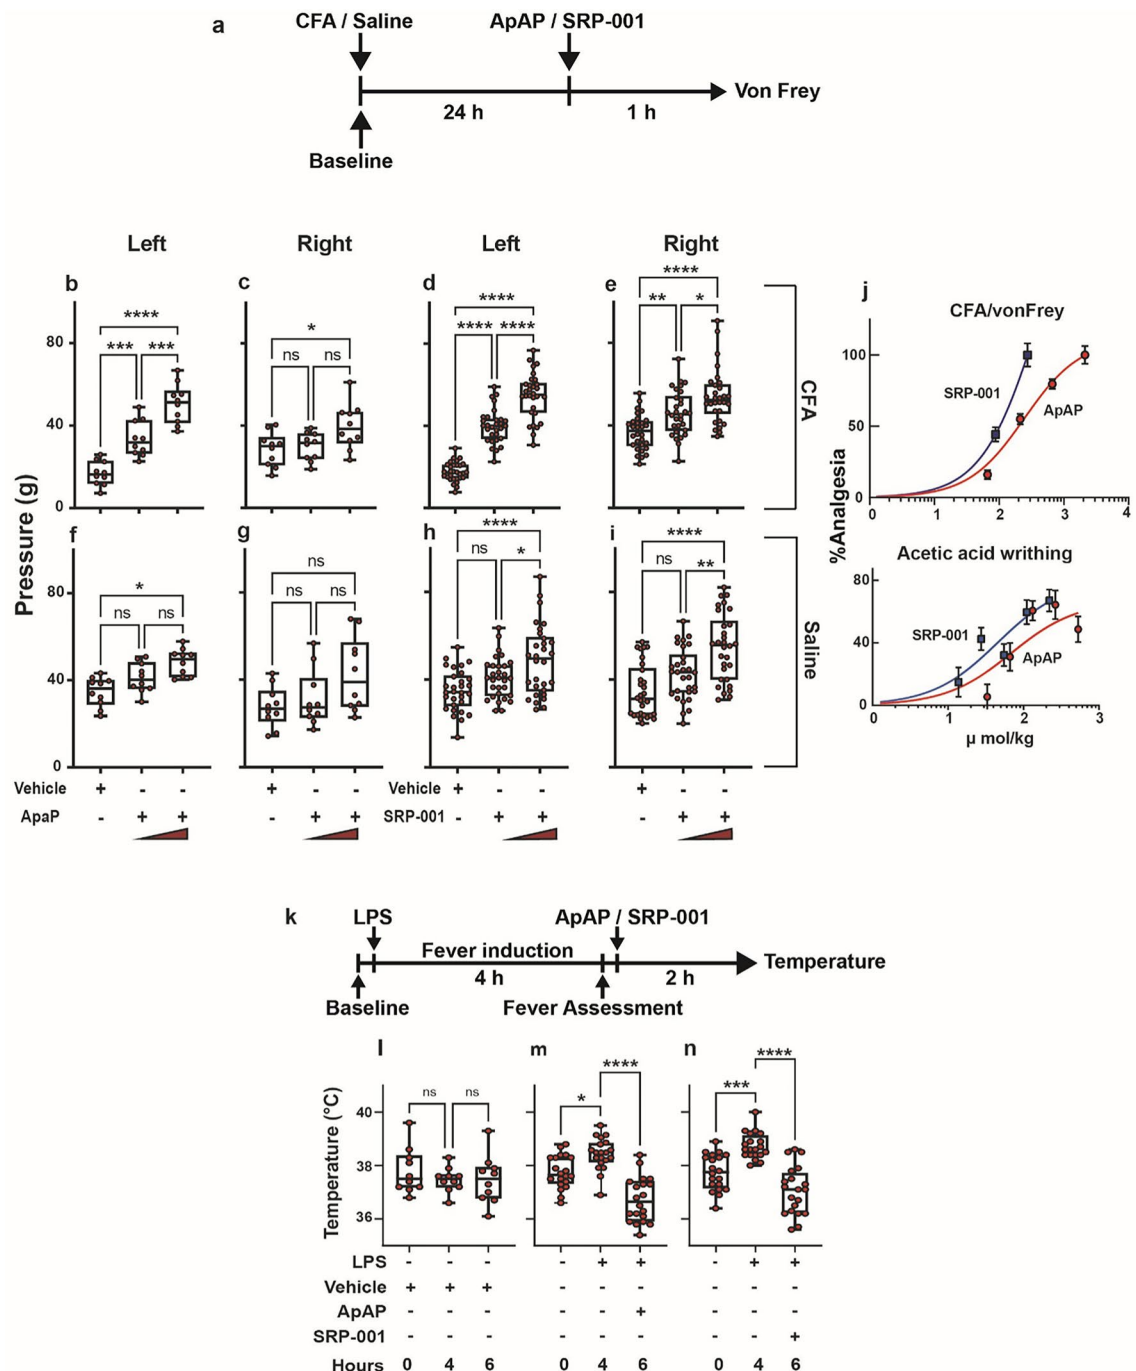 a
CFA / Saline
ApAP / SRP-001
Von Frey
24 h
1 h
Baseline
Left
Right
Left
Right
b
c
d
e
j
****
*** ***
*
ns ns
****
**** ****
****
** *
80
40
0
CFA
CFA/vonFrey
100
50
0
SRP-001
ApAP
0 1 2 3 4
%Analgesia
Pressure (g)
f
g
h
i
*
ns ns
ns
ns ns
****
ns *
****
ns **
80
40
0
Saline
Acetic acid writhing
80
40
0
SRP-001
ApAP
0 1 2 3
µ mol/kg
Vehicle + - - + - - Vehicle + - - + - -
ApaP - + + - + + SRP-001 - + + - + +
k
LPS
ApAP / SRP-001
Fever induction
Temperature
4 h
2 h
Baseline
Fever Assessment
l
m
n
ns ns
* ****
*** ****
Temperature (°C)
40
38
36
LPS - - - - + + - + +
Vehicle + + + - - - - - -
ApAP - - - - - + - - -
SRP-001 - - - - - - - - +
Hours 0 4 6 0 4 6 0 4 6